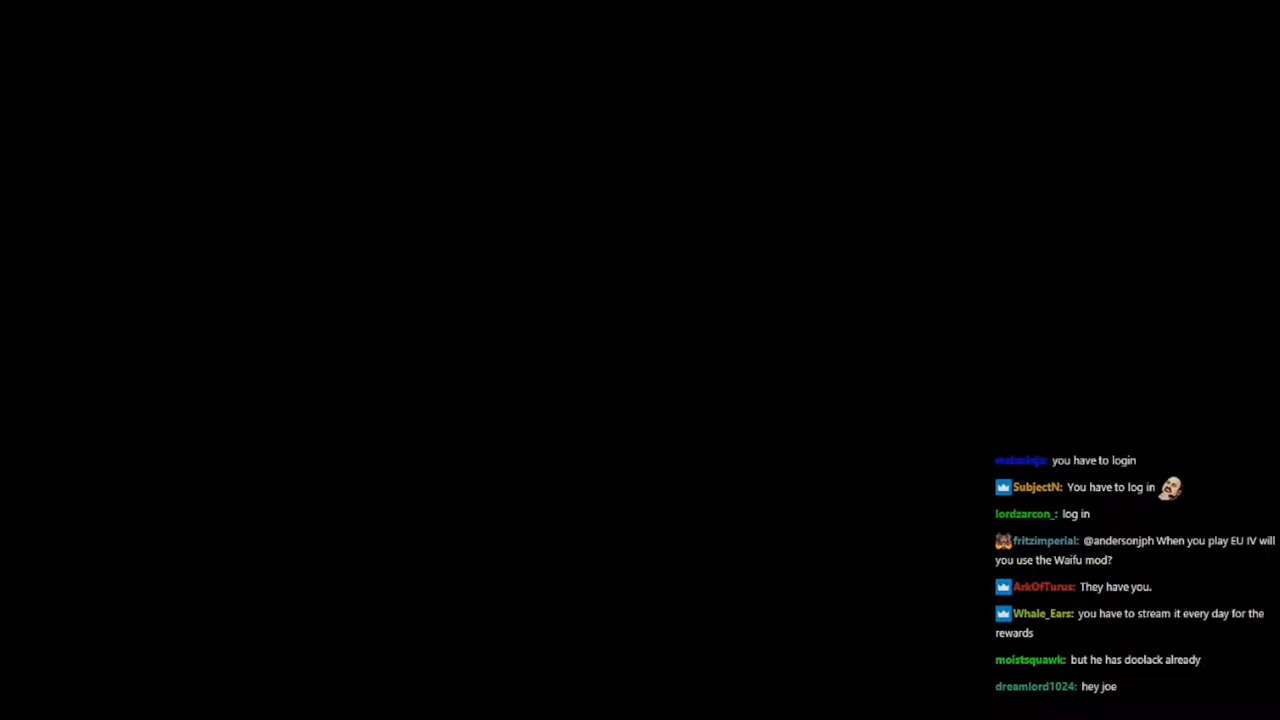 you have to login
SubjectN: You have to log in
lordzarcon_: log in
fritzimperial: @andersonjph When you play EU IV will
you use the Waifu mod?
ArkOfTurus: They have you.
Whale_Ears: you have to stream it every day for the
rewards
moistsquawk: but he has doolack already
dreamlord1024: hey joe